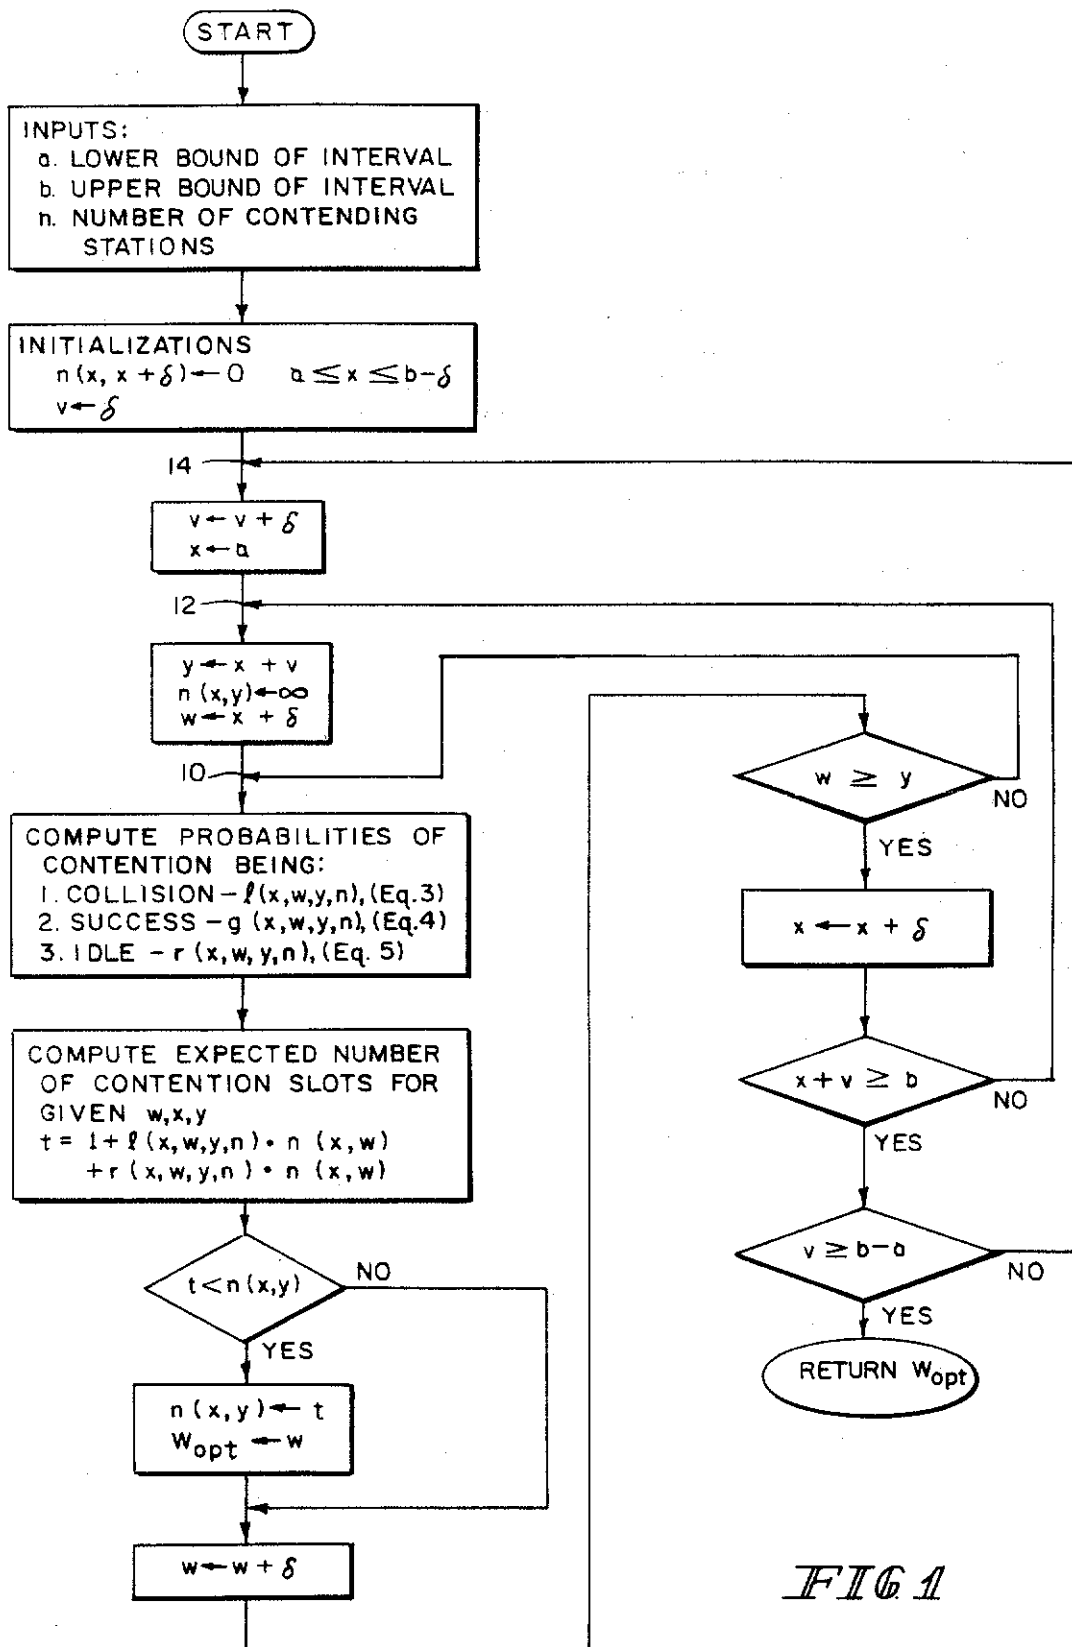 START
INPUTS:
a. LOWER BOUND OF INTERVAL
b. UPPER BOUND OF INTERVAL
n. NUMBER OF CONTENDING
STATIONS
INITIALIZATIONS
n(x, x + δ) ← 0 a ≤ x ≤ b-δ
v ← δ
14
v ← v + δ
x ← a
12
y ← x + v
n (x,y) ← ∞
w ← x + δ
10
COMPUTE PROBABILITIES OF
CONTENTION BEING:
1. COLLISION - ℓ(x,w,y,n),(Eq.3)
2. SUCCESS - g (x,w,y,n),(Eq.4)
3. IDLE - r (x,w,y,n),(Eq. 5)
COMPUTE EXPECTED NUMBER
OF CONTENTION SLOTS FOR
GIVEN w,x,y
t = 1 + ℓ(x,w,y,n) • n (x,w)
+ r (x,w,y,n) • n (x,w)
t < n(x,y)
NO
YES
n (x,y) ← t
Wopt ← w
w ← w + δ
w ≥ y
NO
YES
x ← x + δ
x + v ≥ b
NO
YES
v ≥ b - a
NO
YES
RETURN Wopt
FIG. 1